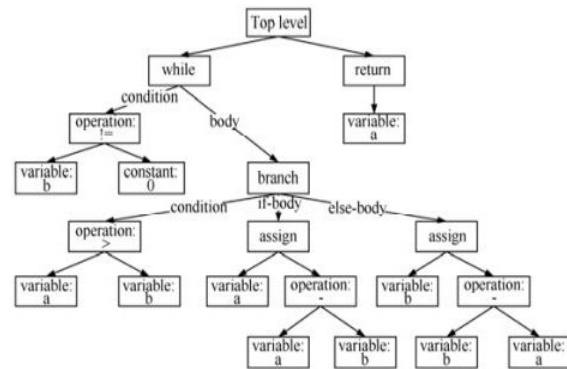 Top level
while
return
condition
body
operation:
!=
variable:
a
variable:
b
constant:
0
branch
condition
if-body
else-body
operation:
>
assign
assign
variable:
a
variable:
b
variable:
a
operation:
-
variable:
b
operation:
-
variable:
a
variable:
b
variable:
b
variable:
a